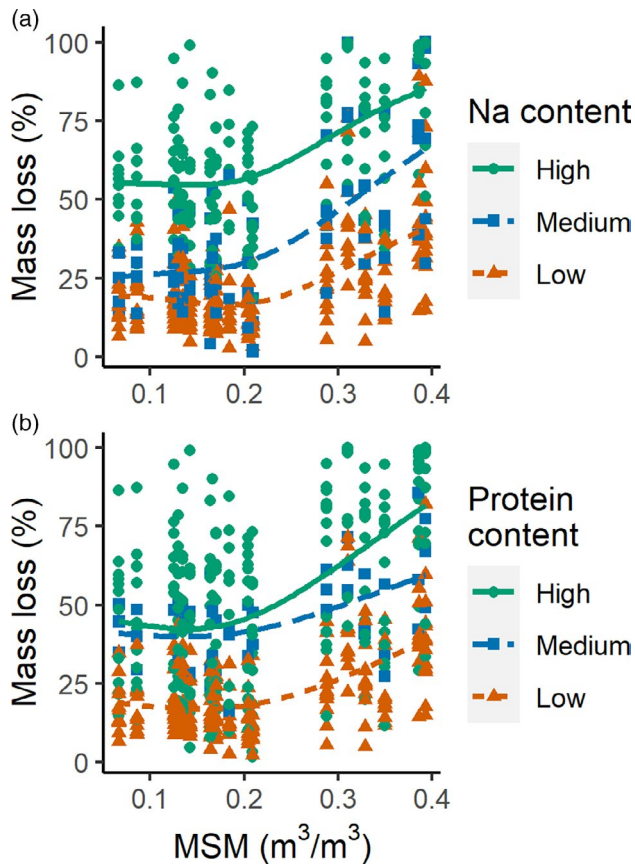 (a)
100
75
50
25
0
Mass loss (%)
0.1 0.2 0.3 0.4
Na content
High
Medium
Low
(b)
100
75
50
25
0
Mass loss (%)
0.1 0.2 0.3 0.4
MSM (m³/m³)
Protein
content
High
Medium
Low